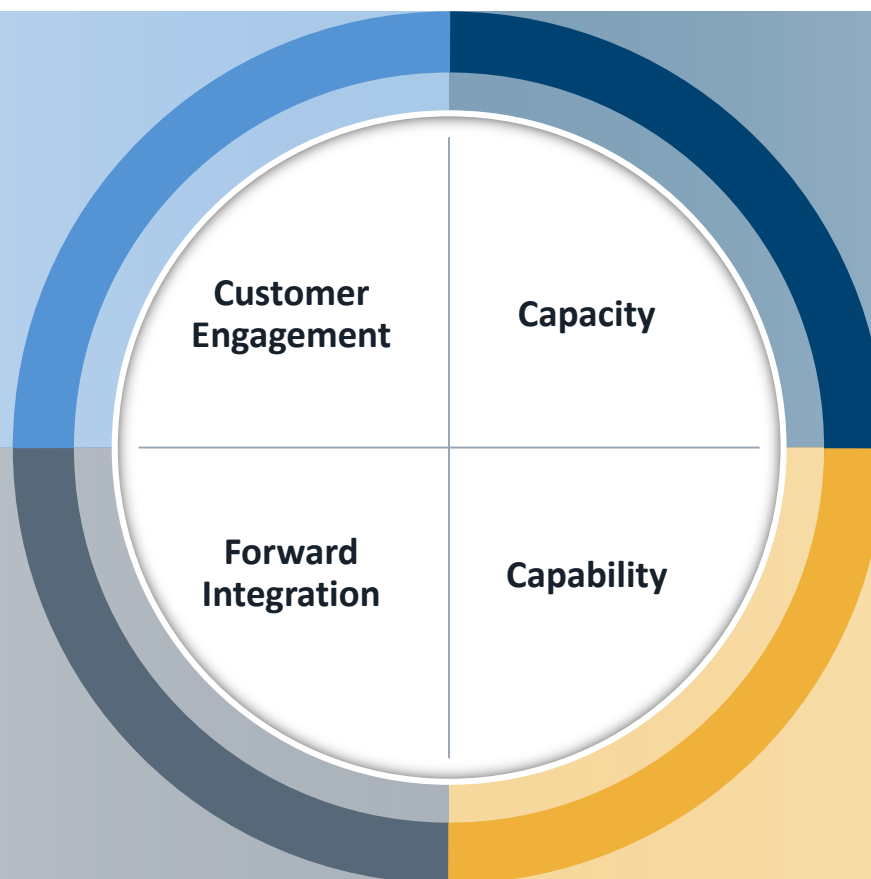 Customer
Engagement
Capacity
Forward
Integration
Capability